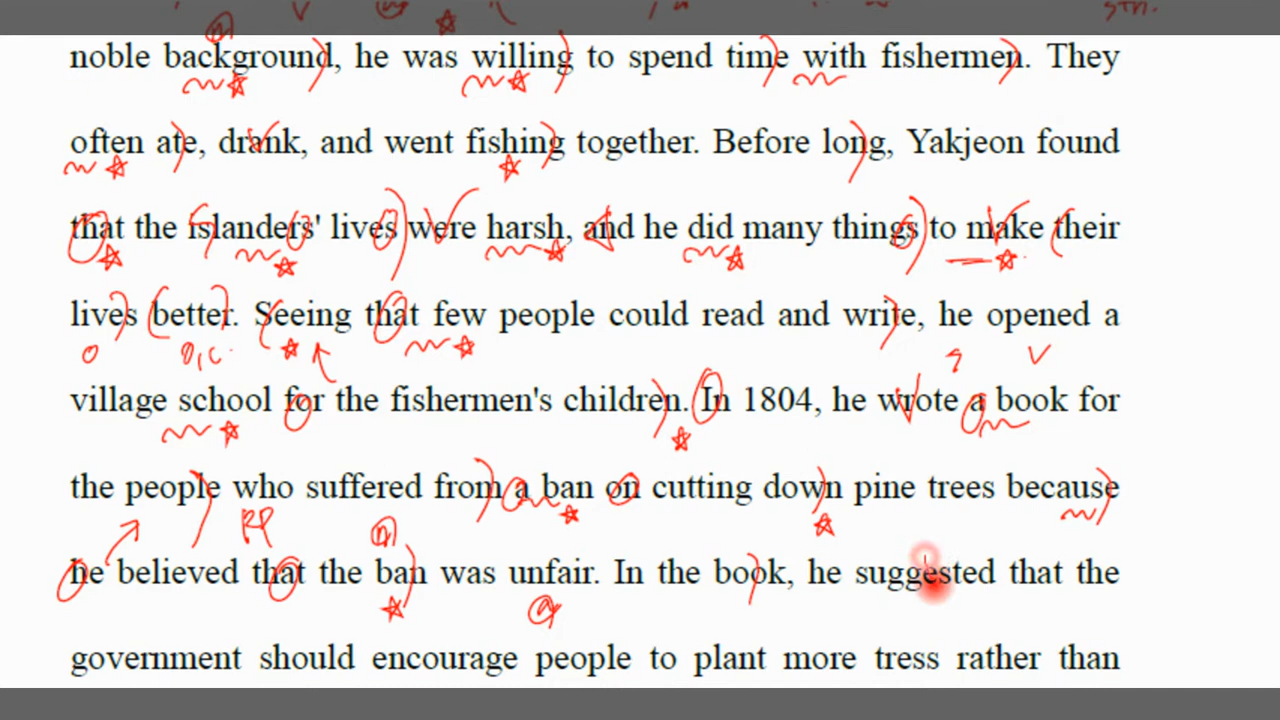 sth.
noble background, he was willing to spend time with fishermen. They
often ate, drank, and went fishing together. Before long, Yakjeon found
that the islanders' lives were harsh, and he did many things to make their
lives better. Seeing that few people could read and write, he opened a
O.C. S V
village school for the fishermen's children. In 1804, he wrote a book for
the people who suffered from a ban on cutting down pine trees because
RP n
he believed that the ban was unfair. In the book, he suggested that the
a
government should encourage people to plant more tress rather than